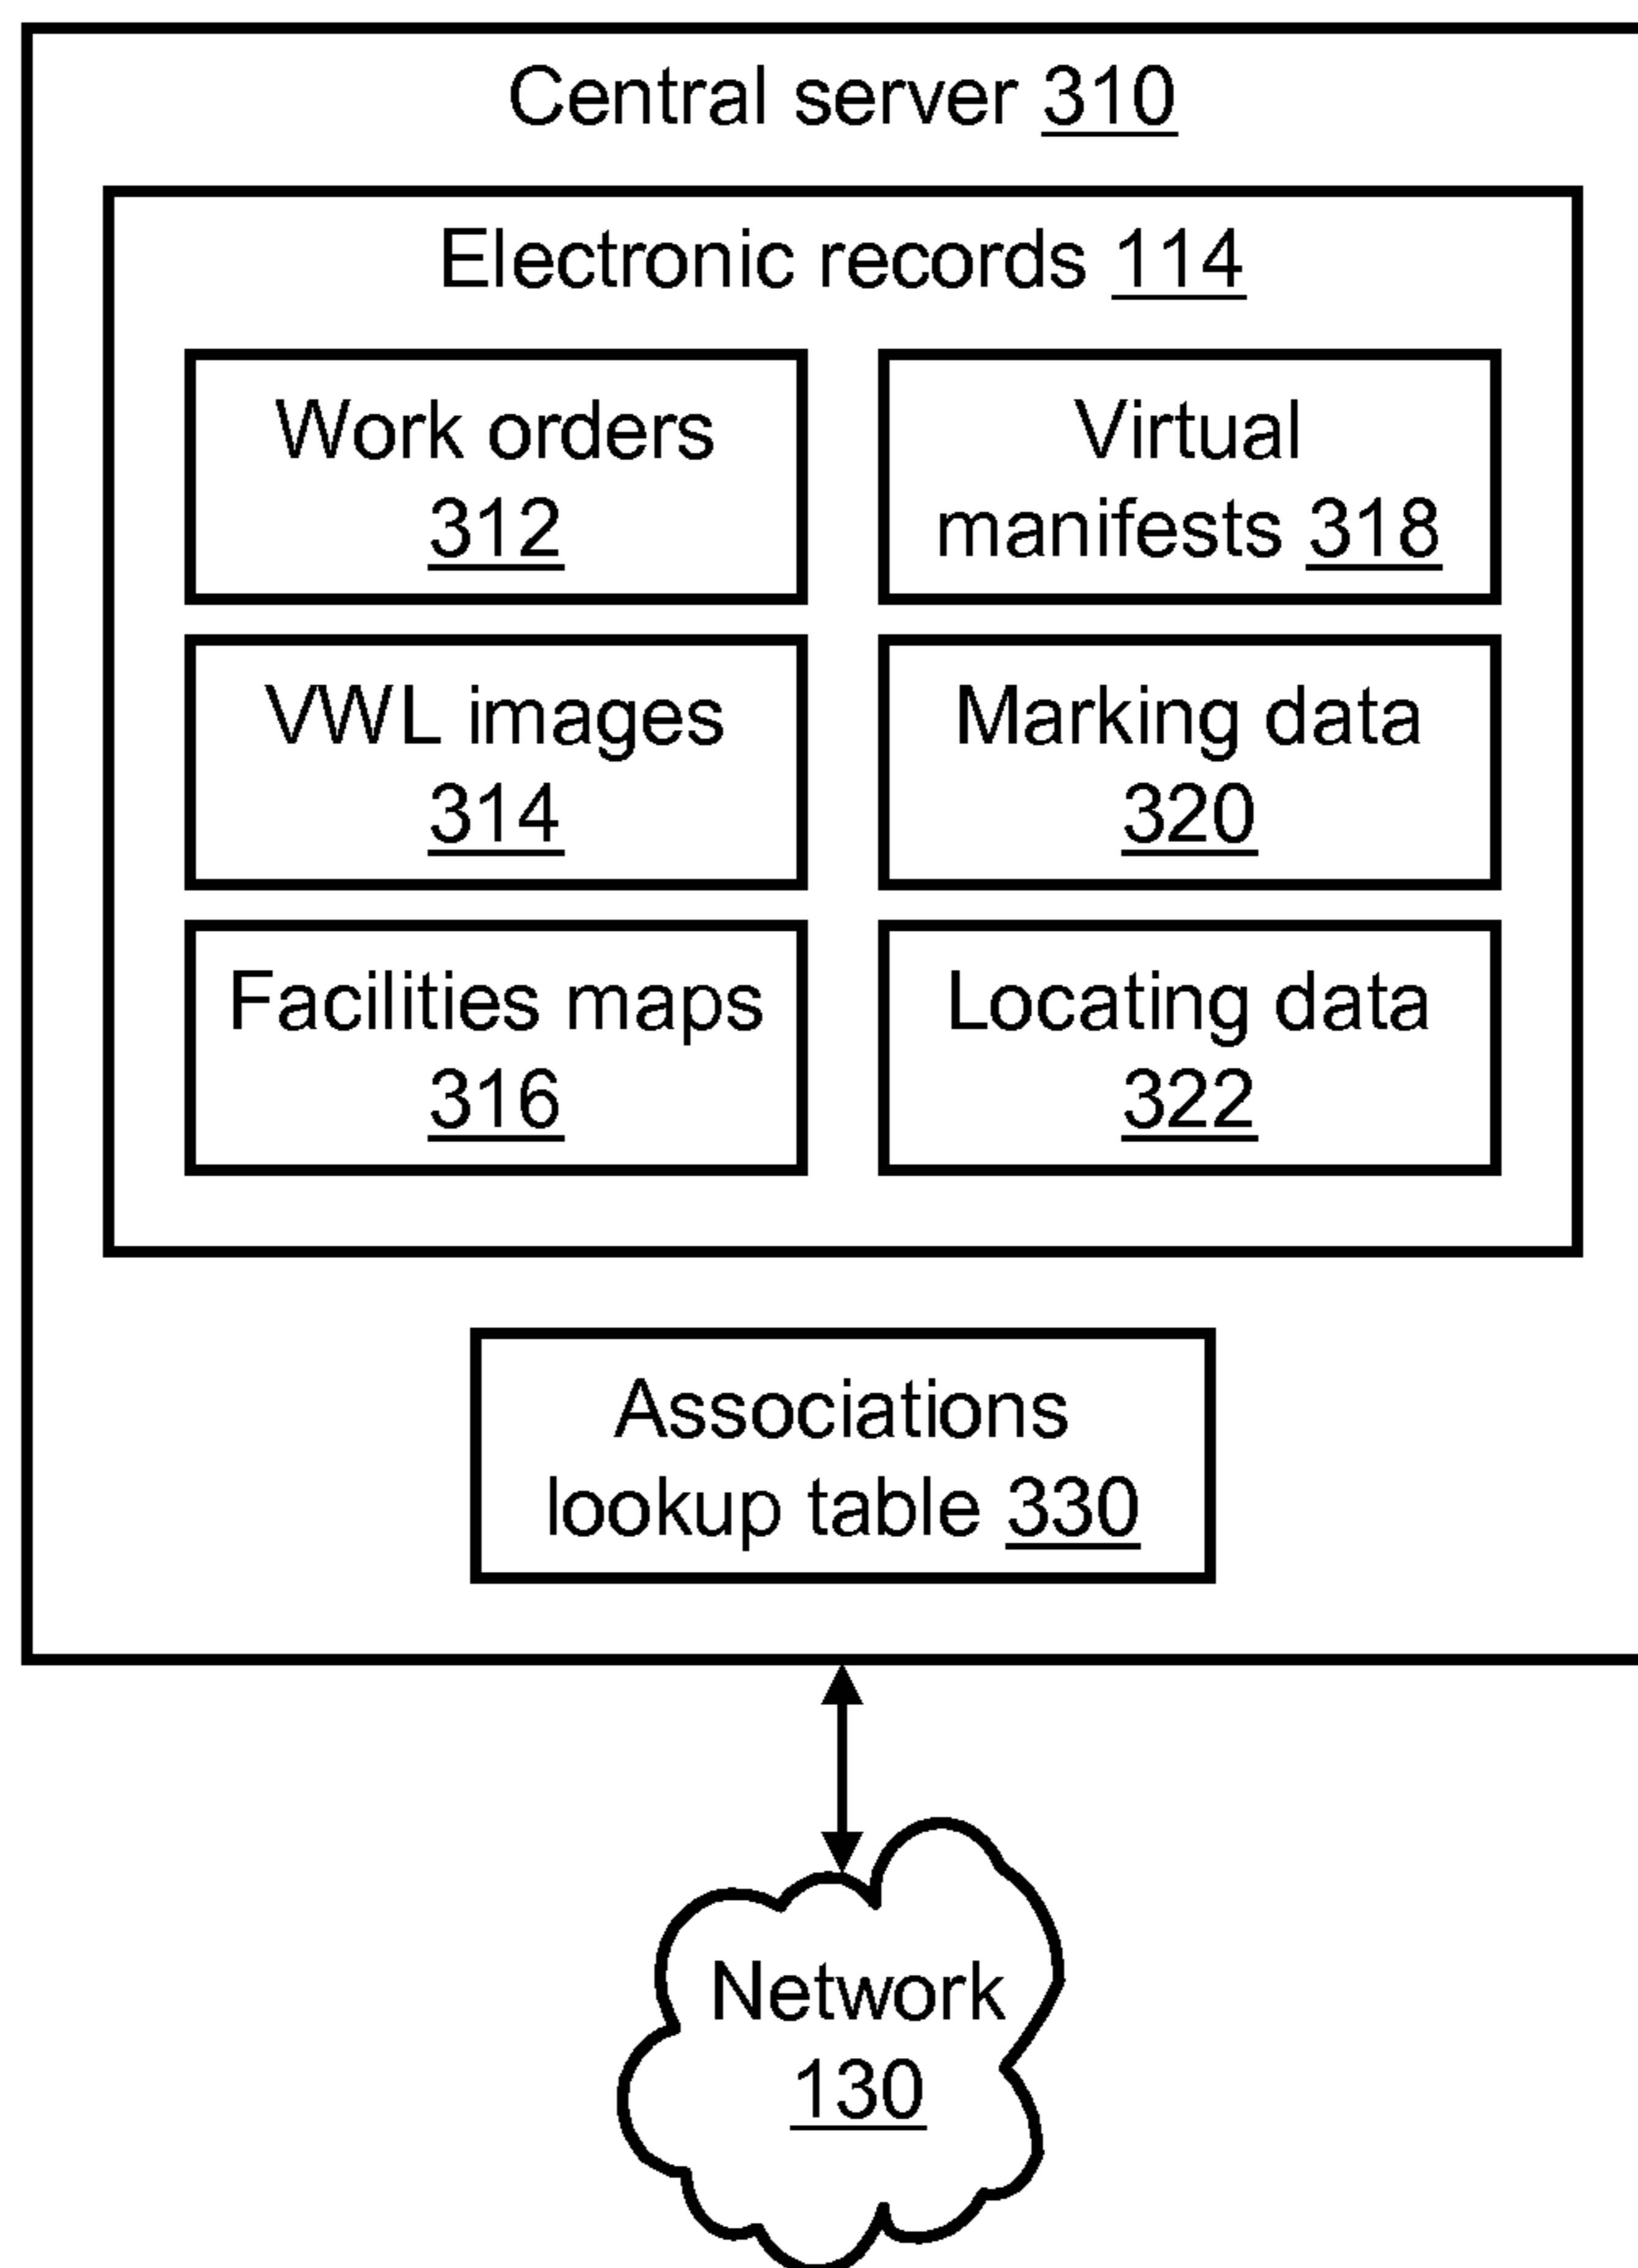 Central server 310
Electronic records 114
Work orders
312
Virtual
manifests 318
VWL images
314
Marking data
320
Facilities maps
316
Locating data
322
Associations
lookup table 330
Network
130